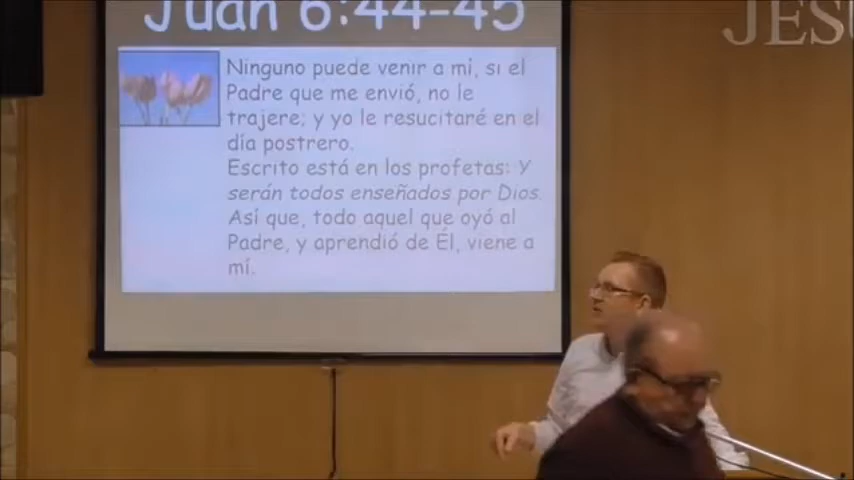 Juan 6:44-45
JESU
Ninguno puede venir a mí, si el
Padre que me envió, no le
trajere; y yo le resucitaré en el
día postrero.
Escrito está en los profetas: Y
serán todos enseñados por Dios.
Así que, todo aquel que oyó al
Padre, y aprendió de Él, viene a
mí.